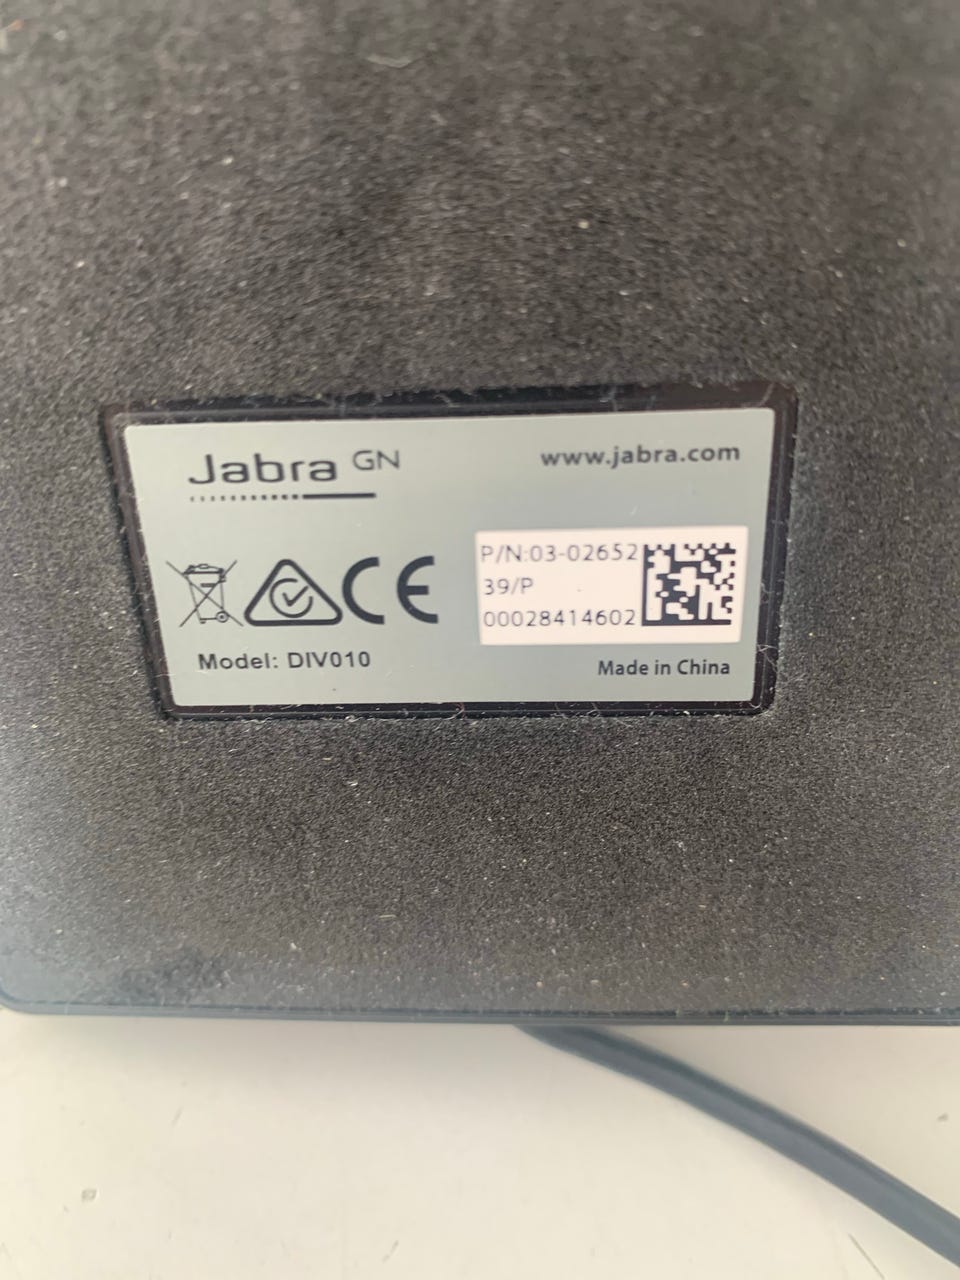 Jabra GN
www.jabra.com
P/N:03-02652
39/P
00028414602
CE
Model: DIV010
Made in China